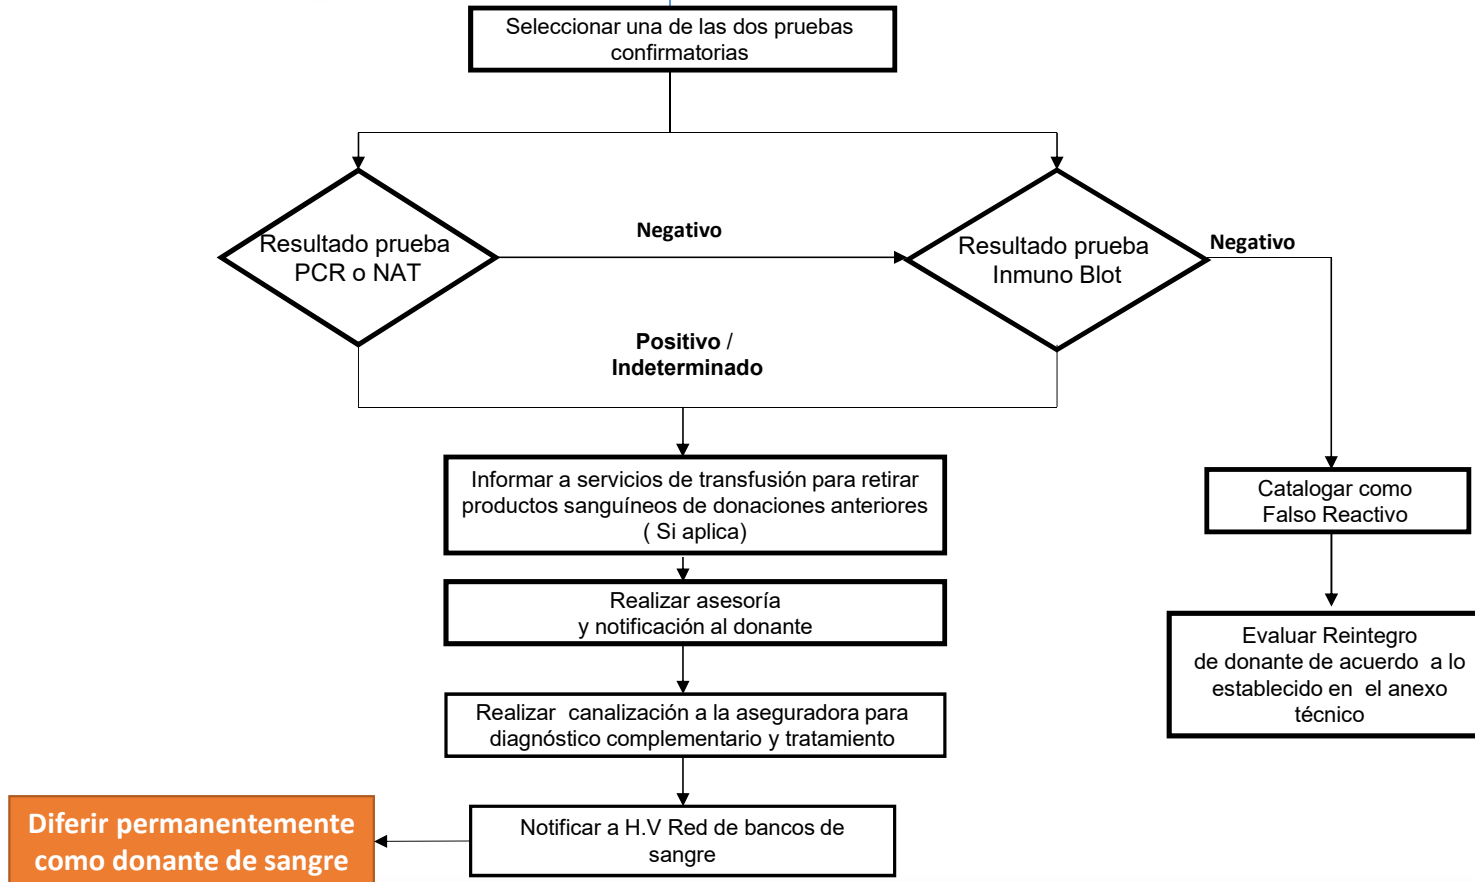 Seleccionar una de las dos pruebas
confirmatorias
Resultado prueba
PCR o NAT
Negativo
Resultado prueba
Inmuno Blot
Negativo
Positivo /
Indeterminado
Informar a servicios de transfusión para retirar
productos sanguíneos de donaciones anteriores
( Si aplica)
Catalogar como
Falso Reactivo
Realizar asesoría
y notificación al donante
Evaluar Reintegro
de donante de acuerdo a lo
establecido en el anexo
técnico
Realizar canalización a la aseguradora para
diagnóstico complementario y tratamiento
Notificar a H.V Red de bancos de
sangre
Diferir permanentemente
como donante de sangre